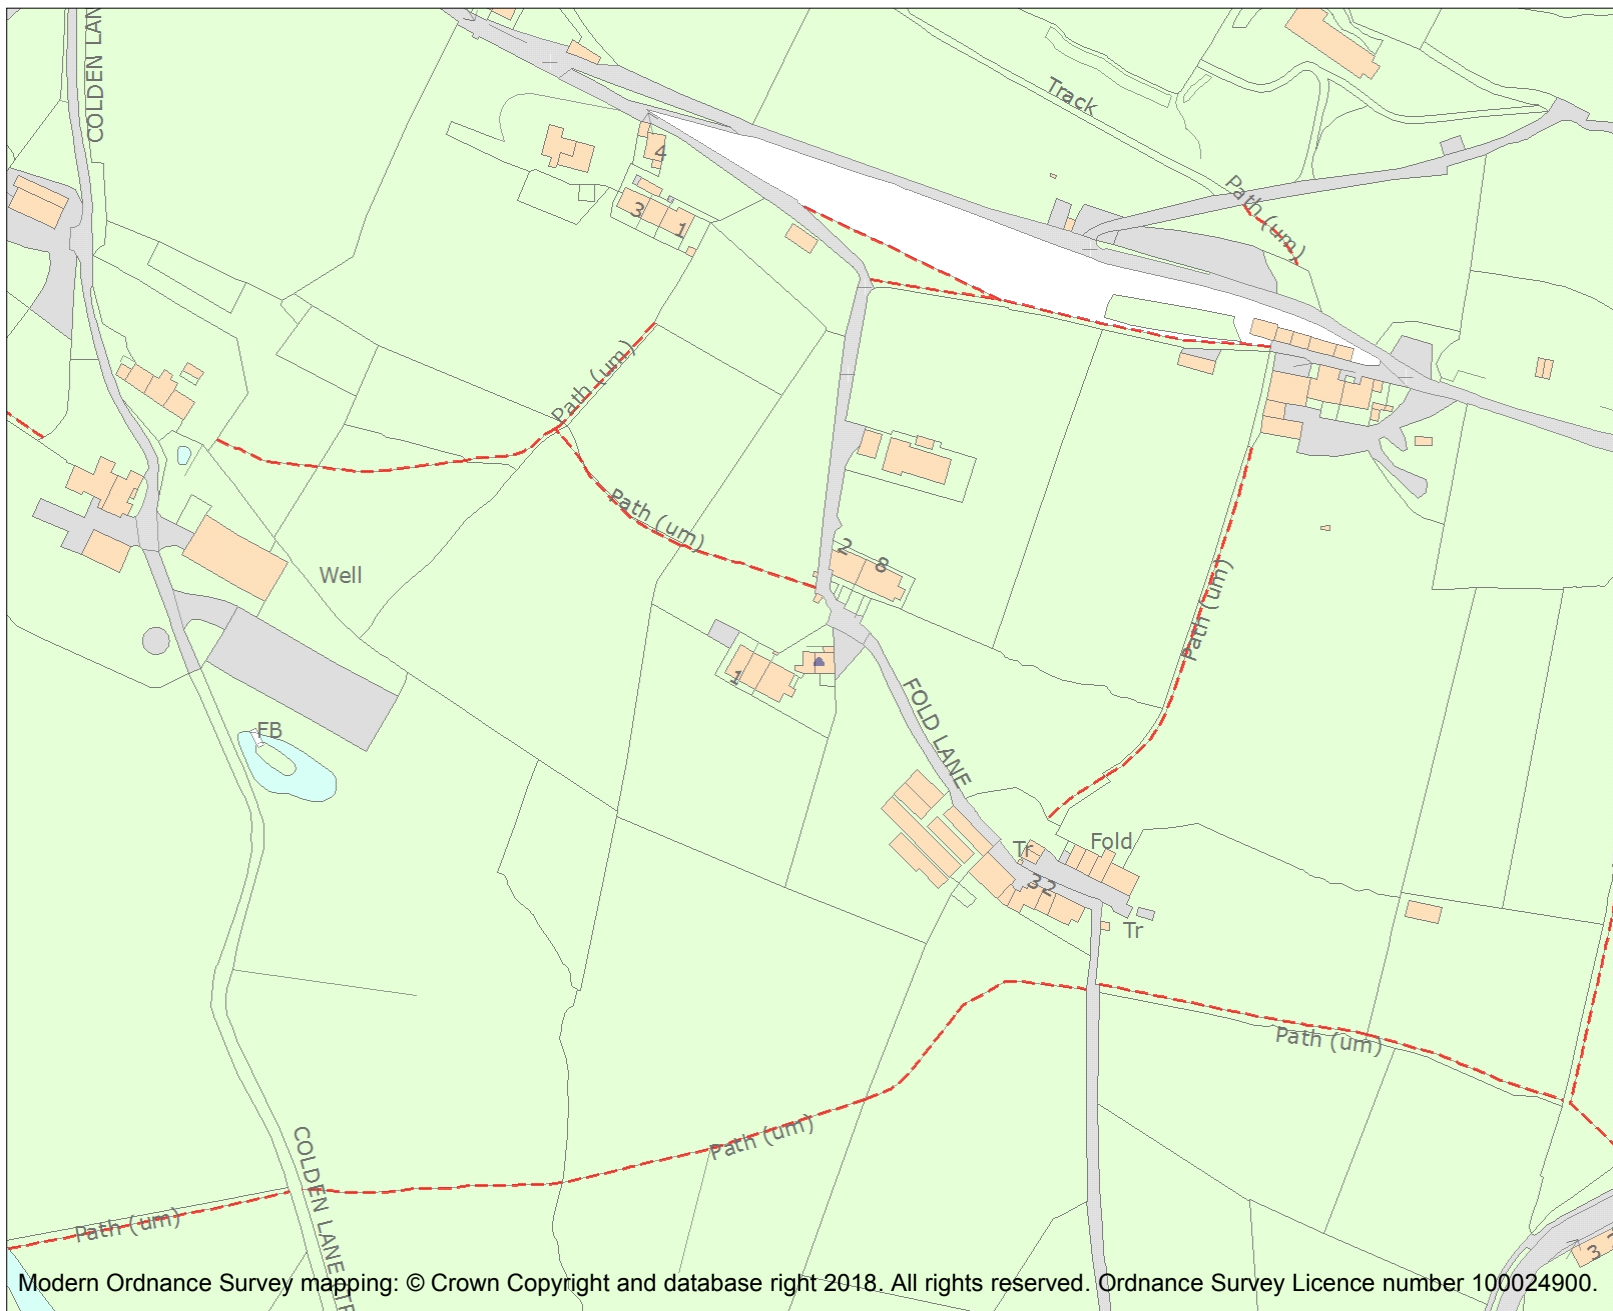 COLDEN LAN
Track
4
3
1
Path (um)
Path (um)
Path (um)
2
8
Well
Path (um)
1
FB
FOLD LANE
Tr
Fold
32
Tr
Path (um)
Path (um)
COLDEN LANE
Path (um)
3
Modern Ordnance Survey mapping: © Crown Copyright and database right 2018. All rights reserved. Ordnance Survey Licence number 100024900.